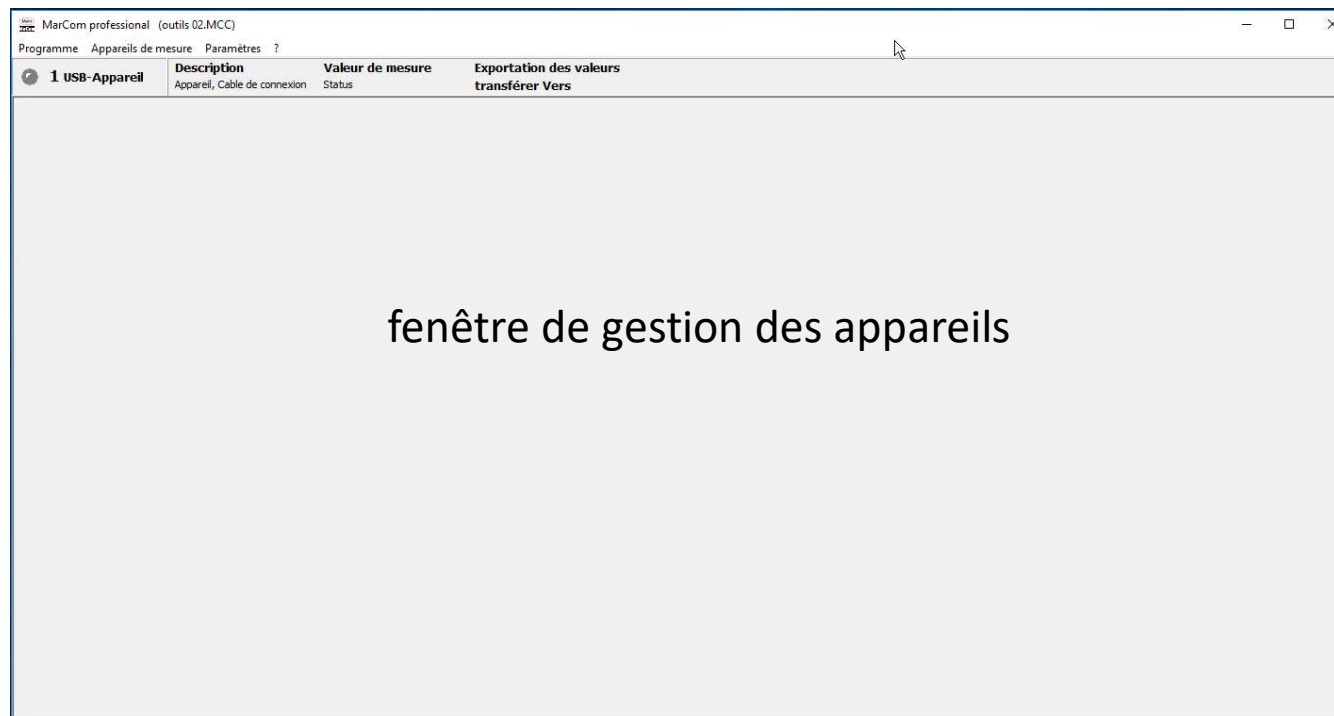 MarCom professional (outils 02.MCC)
Programme Appareils de mesure Paramètres ?
1 USB-Appareil Description Valeur de mesure Exportation des valeurs
Appareil, Cable de connexion Status transférer Vers
fenêtre de gestion des appareils